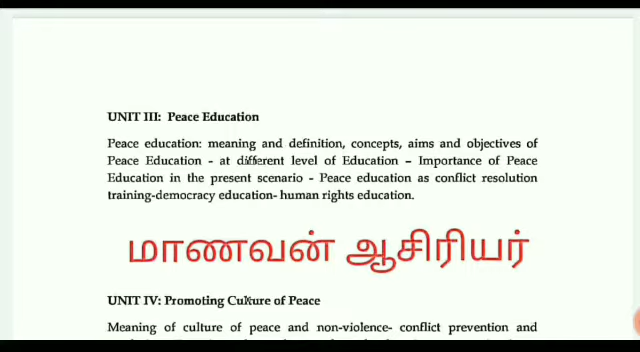 UNIT III: Peace Education
Peace education: meaning and definition, concepts, aims and objectives of
Peace Education - at different level of Education – Importance of Peace
Education in the present scenario - Peace education as conflict resolution
training-democracy education- human rights education.
மாணவன் ஆசிரியர்
UNIT IV: Promoting Culture of Peace
Meaning of culture of peace and non-violence- conflict prevention and